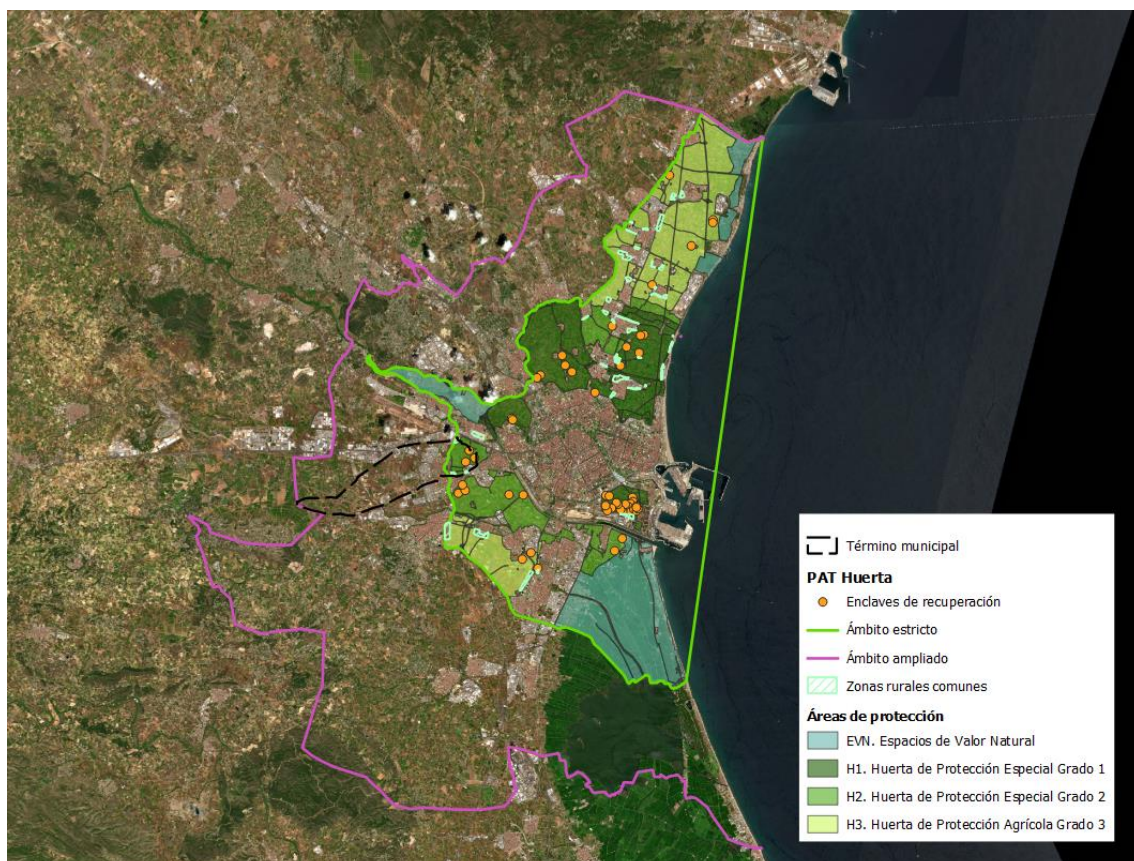 Término municipal
PAT Huerta
Enclaves de recuperación
Ámbito estricto
Ámbito ampliado
Zonas rurales comunes
Áreas de protección
EVN. Espacios de Valor Natural
H1. Huerta de Protección Especial Grado 1
H2. Huerta de Protección Especial Grado 2
H3. Huerta de Protección Agrícola Grado 3